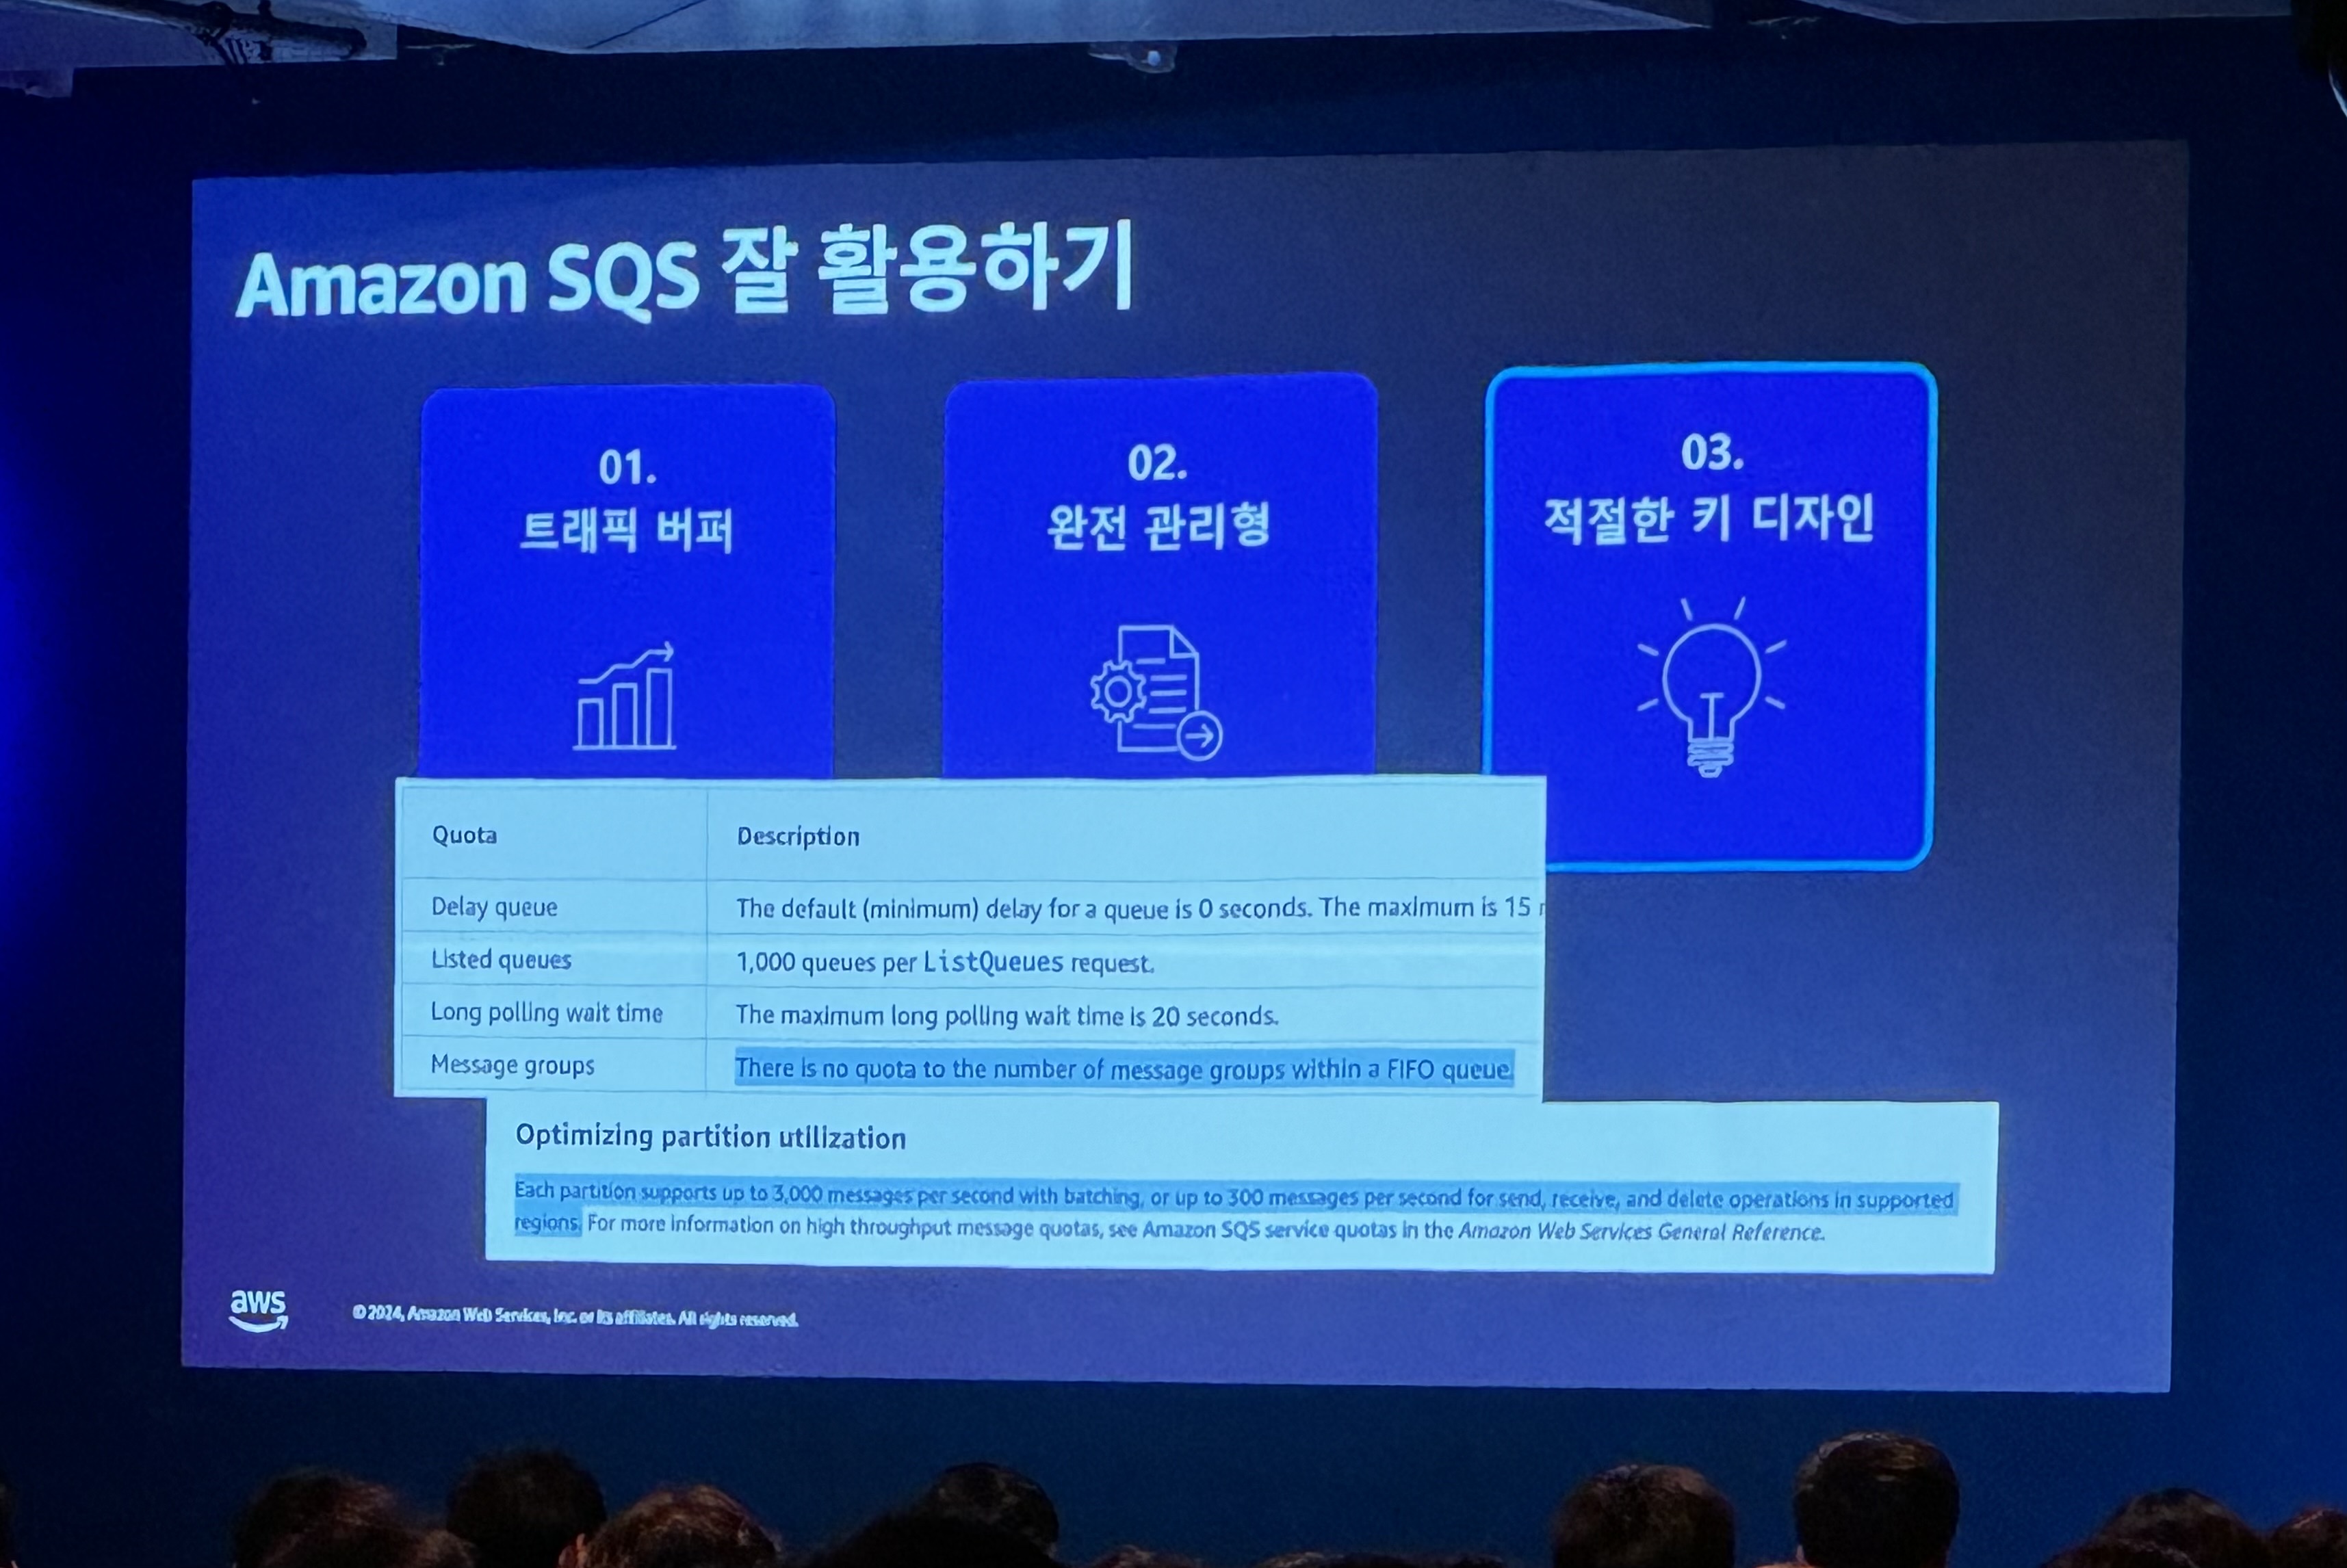 Amazon SQS 잘 활용하기
01.
트래픽 버퍼
02.
완전 관리형
03.
적절한 키 디자인
Quota Description
Delay queue The default (minimum) delay for a queue is 0 seconds. The maximum is 15
Listed queues 1,000 queues per ListQueues request.
Long polling wait time The maximum long polling wait time is 20 seconds.
Message groups There is no quota to the number of message groups within a FIFO queue.
Optimizing partition utilization
Each partition supports up to 3,000 messages per second with batching, or up to 300 messages per second for send, receive, and delete operations in supported
regions. For more information on high throughput message quotas, see Amazon SQS service quotas in the Amazon Web Services General Reference.
aws
© 2024, Amazon Web Services, Inc. or its affiliates. All rights reserved.